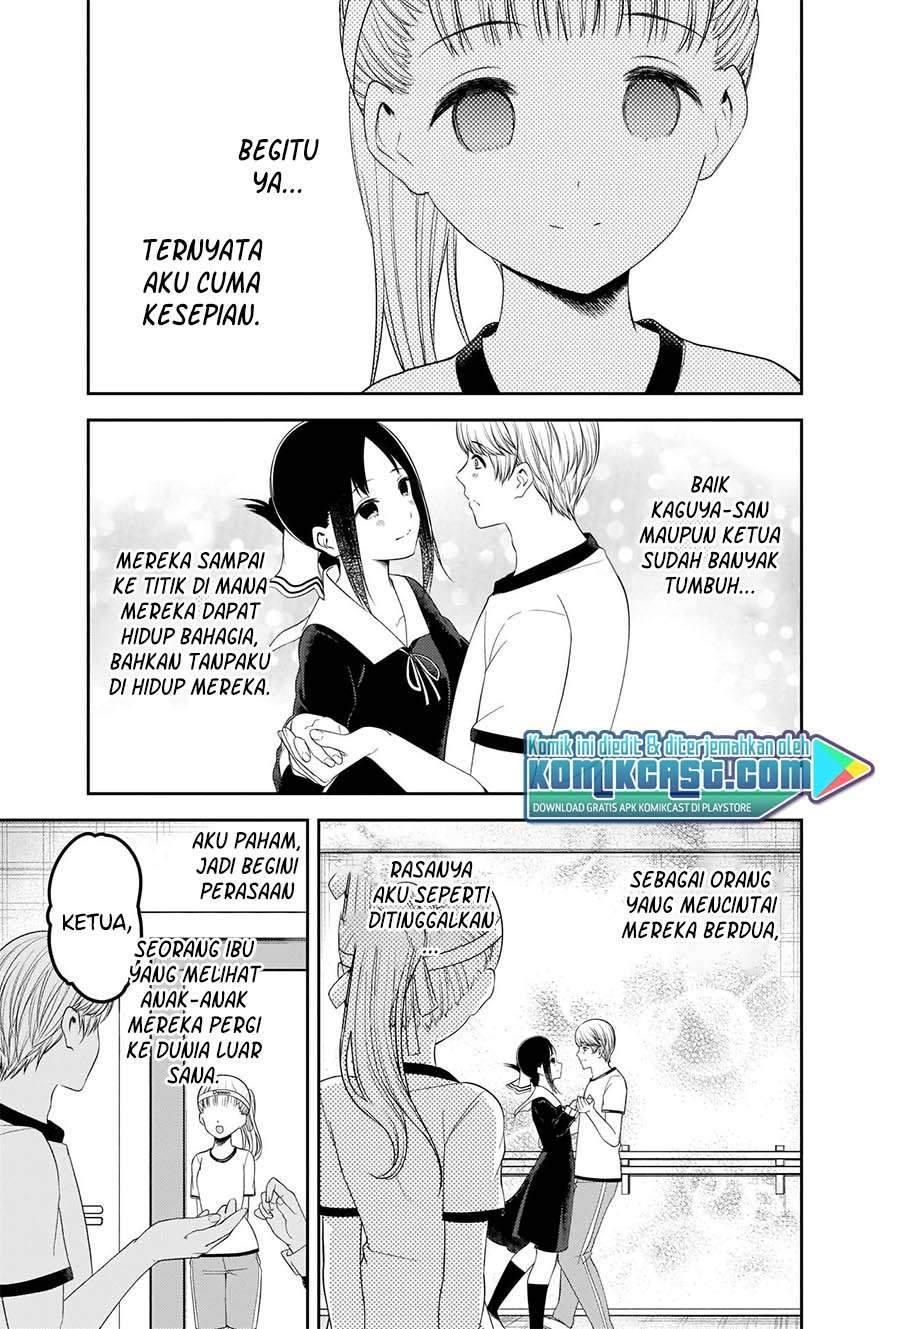 BEGITU
YA...
TERNYATA
AKU CUMA
KESEPIAN.
BAIK
KAGUYA-SAN
MAUPUN KETUA
SUDAH BANYAK
TUMBUH...
MEREKA SAMPAI
KE TITIK DI MANA
MEREKA DAPAT
HIDUP BAHAGIA,
BAHKAN TANPAKU
DI HIDUP MEREKA.
Komik ini diedit & diterjemahkan oleh
KOMIKCAST.COM
DOWNLOAD GRATIS APK KOMIKCAST DI PLAYSTORE
SEBAGAI ORANG
YANG MENCINTAI
MEREKA BERDUA,
RASANYA
AKU SEPERTI
DITINGGALKAN
...
AKU PAHAM,
JADI BEGINI
PERASAAN
SEORANG IBU
YANG MELIHAT
ANAK-ANAK
MEREKA PERGI
KE DUNIA LUAR
SANA.
KETUA,